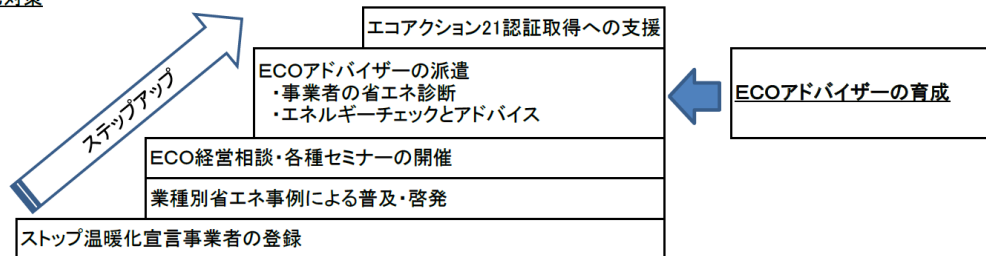 対策
エコアクション21認証取得への支援
ECOアドバイザーの派遣
・事業者の省エネ診断
・エネルギーチェックとアドバイス
ECOアドバイザーの育成
ステップアップ
ECO経営相談・各種セミナーの開催
業種別省エネ事例による普及・啓発
ストップ温暖化宣言事業者の登録